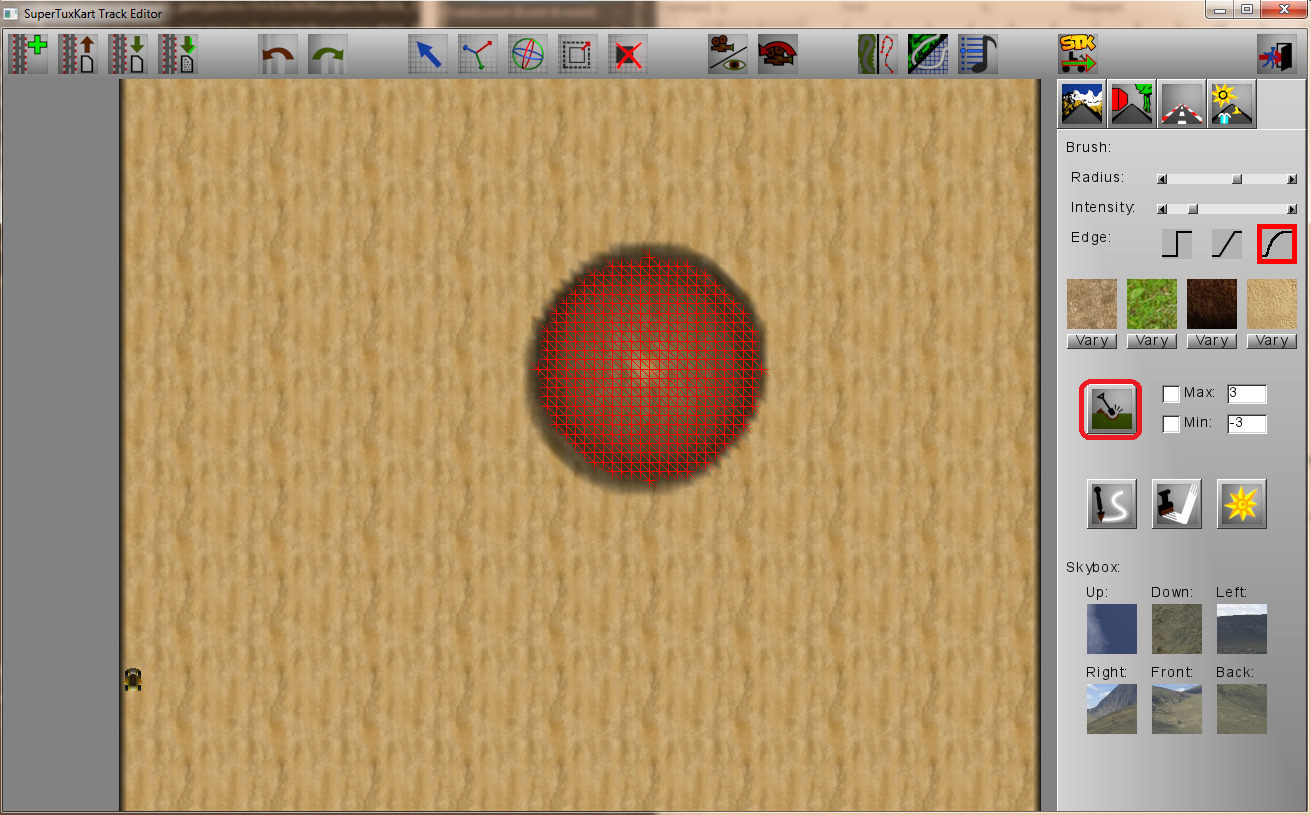 SuperTuxKart Track Editor
STK
Brush:
Radius:
Intensity:
Edge:
Vary Vary Vary Vary
Max: 3
Min: -3
Skybox:
Up: Down: Left:
Right: Front: Back: